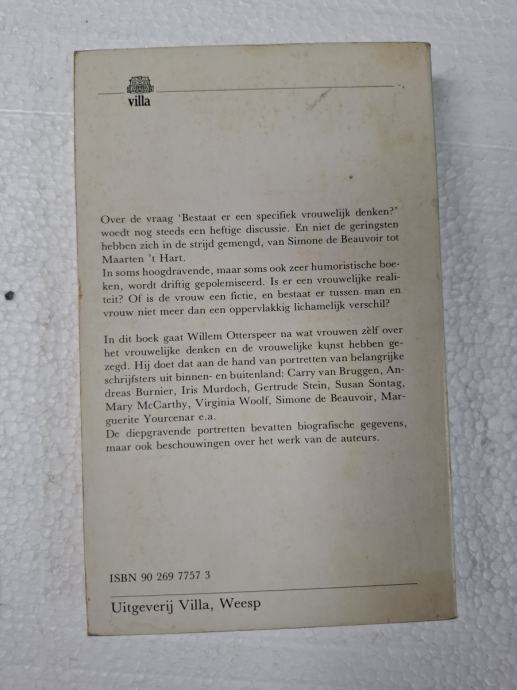 villa
Over de vraag ‘Bestaat er een specifiek vrouwelijk denken?’
woedt nog steeds een heftige discussie. En niet de geringsten
hebben zich in de strijd gemengd, van Simone de Beauvoir tot
Maarten ’t Hart.
In soms hoogdravende, maar soms ook zeer humoristische boe-
ken, wordt driftig gepolemiseerd. Is er een vrouwelijke reali-
teit? Of is de vrouw een fictie, en bestaat er tussen man en
vrouw niet meer dan een oppervlakkig lichamelijk verschil?
In dit boek gaat Willem Otterspeer na wat vrouwen zèlf over
het vrouwelijke denken en de vrouwelijke kunst hebben ge-
zegd. Hij doet dat aan de hand van portretten van belangrijke
schrijfsters uit binnen- en buitenland: Carry van Bruggen, An-
dreas Burnier, Iris Murdoch, Gertrude Stein, Susan Sontag,
Mary McCarthy, Virginia Woolf, Simone de Beauvoir, Mar-
guerite Yourcenar e.a.
De diepgravende portretten bevatten biografische gegevens,
maar ook beschouwingen over het werk van de auteurs.
ISBN 90 269 7757 3
Uitgeverij Villa, Weesp